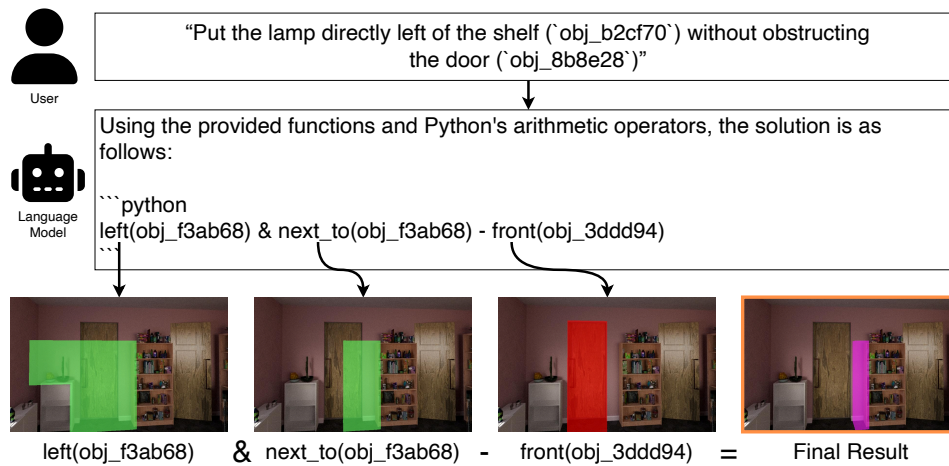 “Put the lamp directly left of the shelf (`obj_b2cf70`) without obstructing
the door (`obj_8b8e28`)”
User
Using the provided functions and Python's arithmetic operators, the solution is as
follows:
```python
left(obj_f3ab68) & next_to(obj_f3ab68) - front(obj_3ddd94)
```
Language
Model
left(obj_f3ab68) & next_to(obj_f3ab68) - front(obj_3ddd94) = Final Result